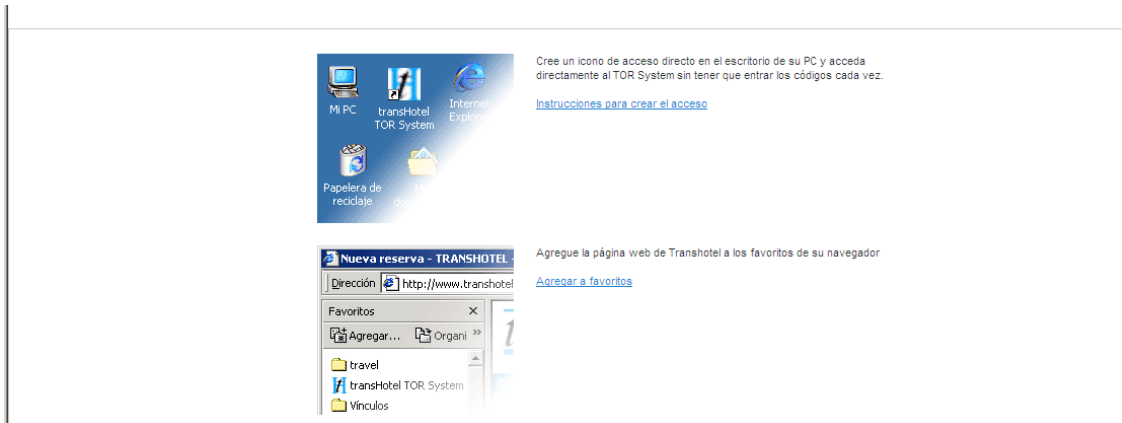 Mi PC
transHotel
TOR System
Internet
Papelera de
reciclaje
Cree un icono de acceso directo en el escritorio de su PC y acceda
directamente al TOR System sin tener que entrar los códigos cada vez.
Instrucciones para crear el acceso
Nueva reserva - TRANSHOTEL -
Dirección http://www.transhotel
Favoritos
Agregar... Organi
travel
transHotel TOR System
Vínculos
Agregue la página web de Transhotel a los favoritos de su navegador
Agregar a favoritos